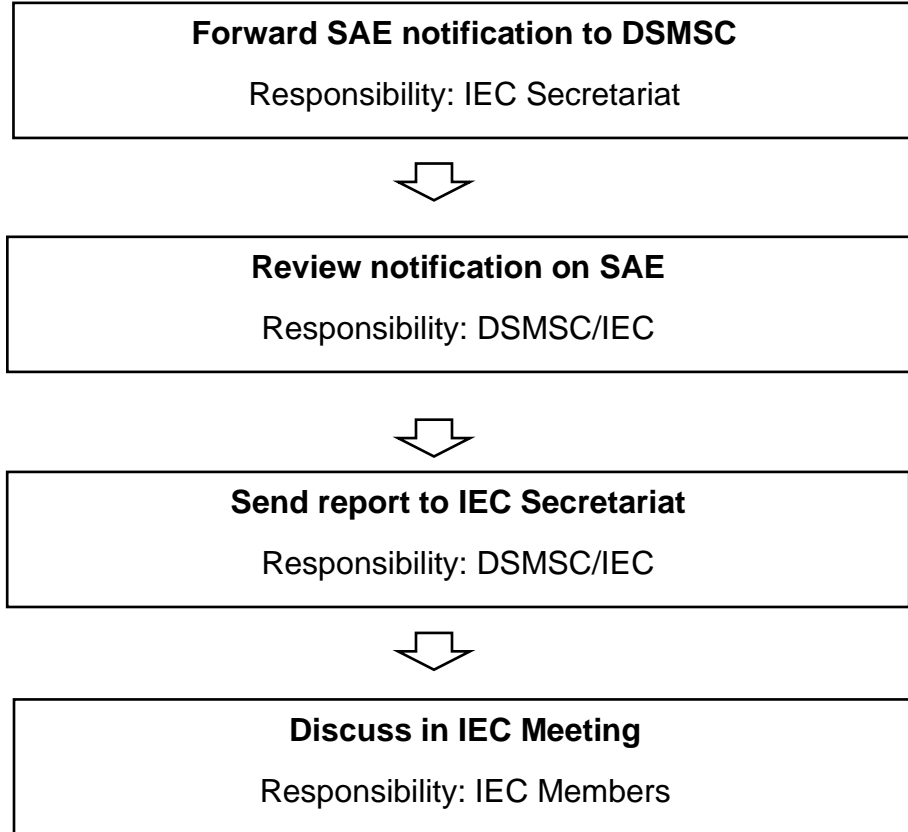 Forward SAE notification to DSMSC
Responsibility: IEC Secretariat
Review notification on SAE
Responsibility: DSMSC/IEC
Send report to IEC Secretariat
Responsibility: DSMSC/IEC
Discuss in IEC Meeting
Responsibility: IEC Members